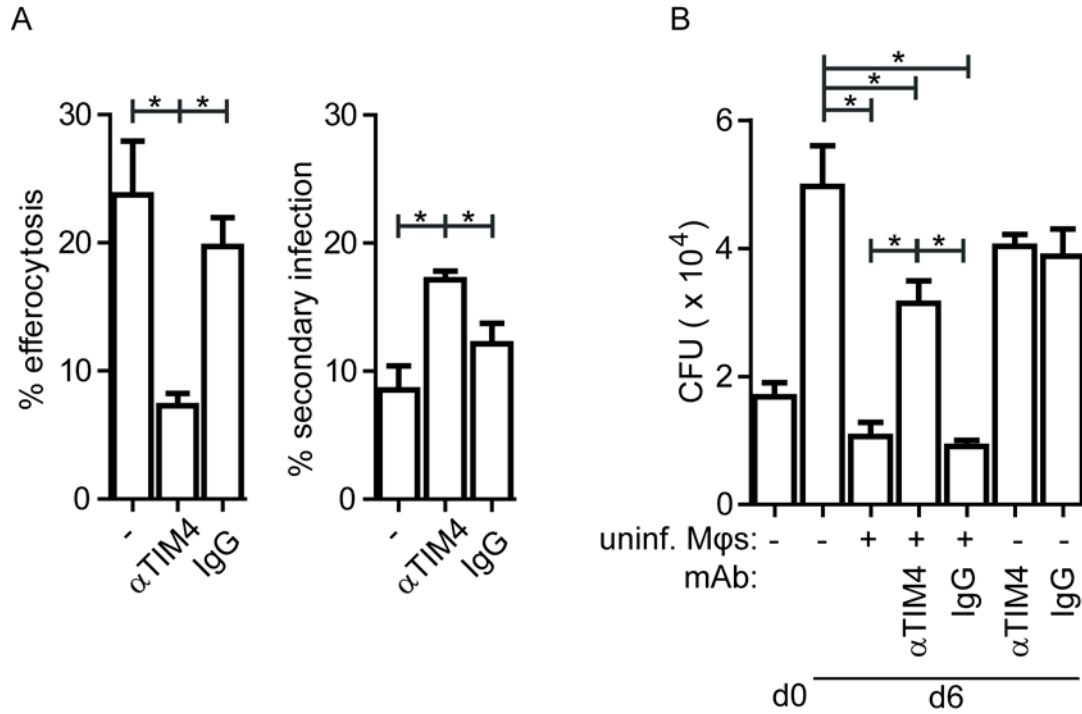 A
B
* *
30
20
10
0
% efferocytosis
- αTIM4 IgG
30
20
10
0
% secondary infection
* *
- αTIM4 IgG
*
*
*
* *
6
4
2
0
CFU ( x 10⁴)
uninf. Mφs: - - + + + - -
mAb: αTIM4 IgG αTIM4 IgG
d0 d6